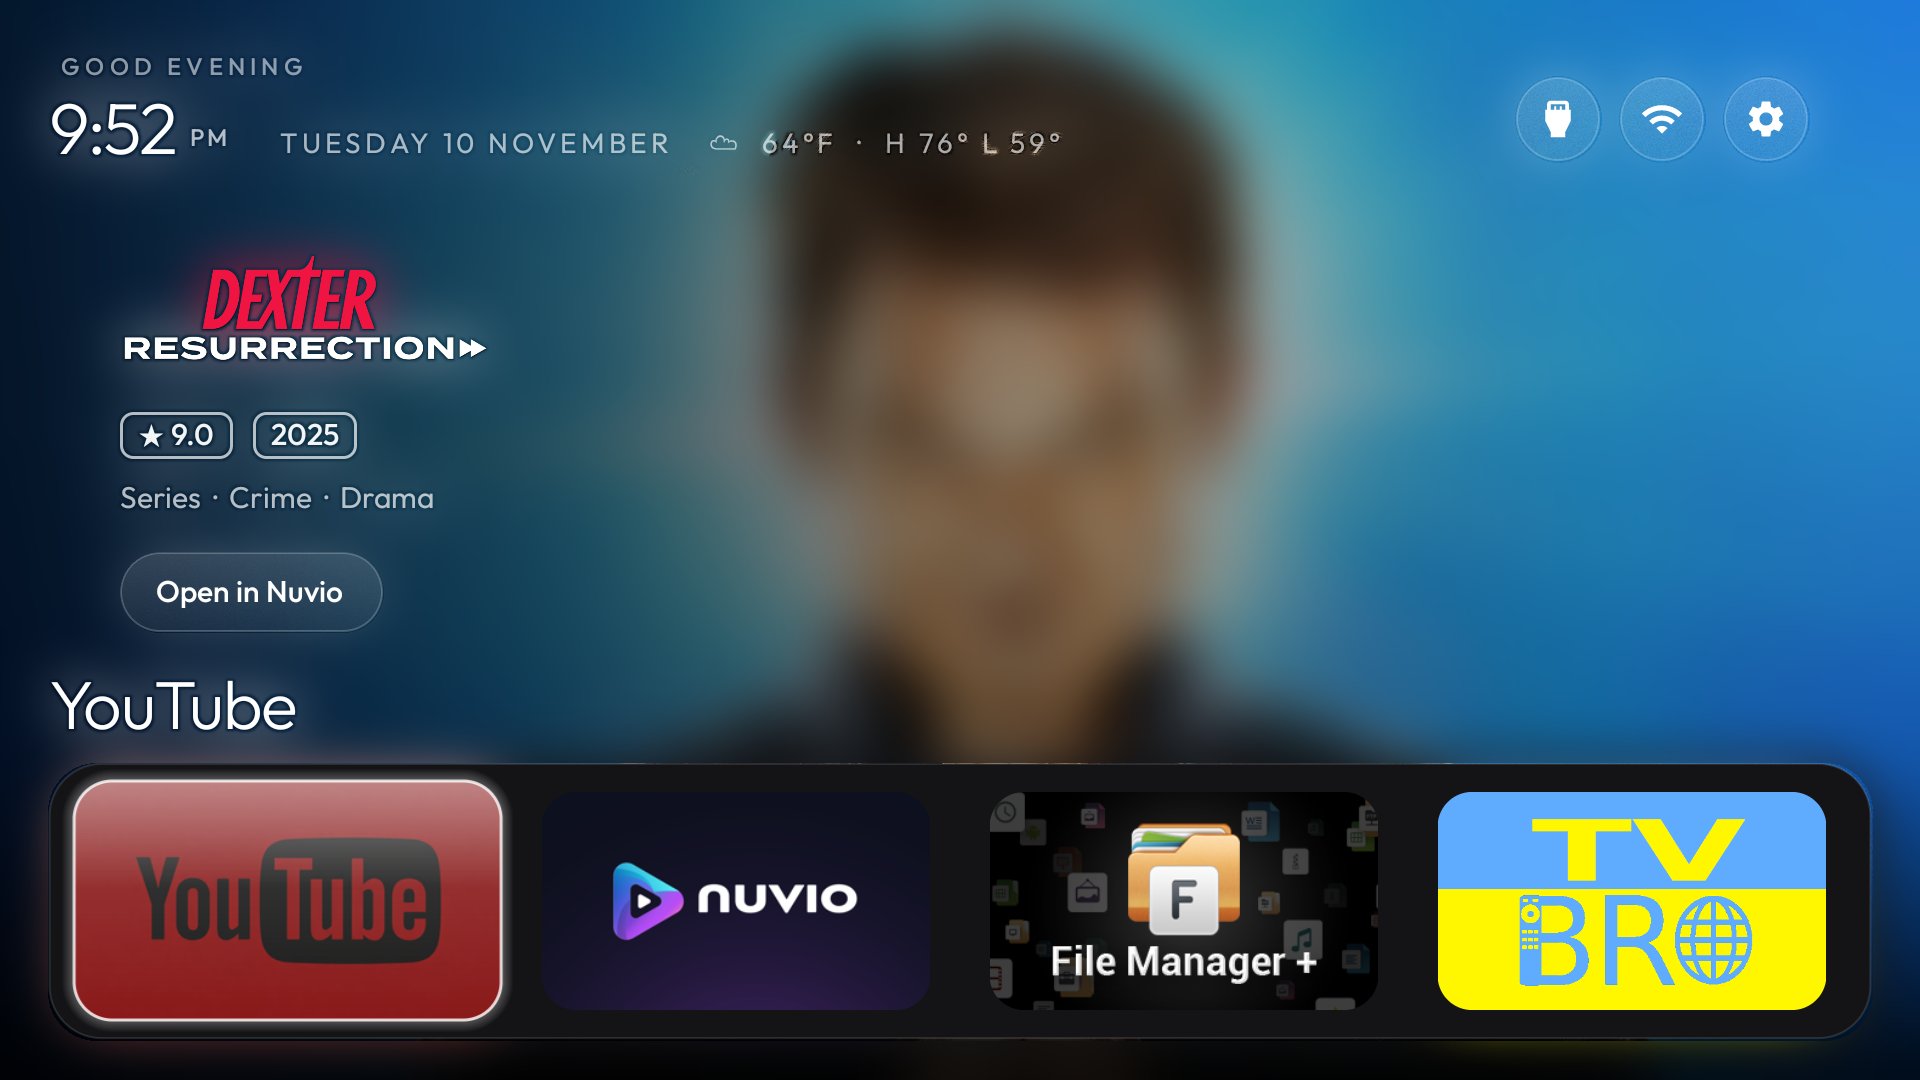 GOOD EVENING
9:52 PM
TUESDAY 10 NOVEMBER 64°F · H 76° L 59°
DEXTER
RESURRECTION
★ 9.0 2025
Series · Crime · Drama
Open in Nuvio
YouTube
YouTube
nuvio
F
File Manager +
TV
BRO